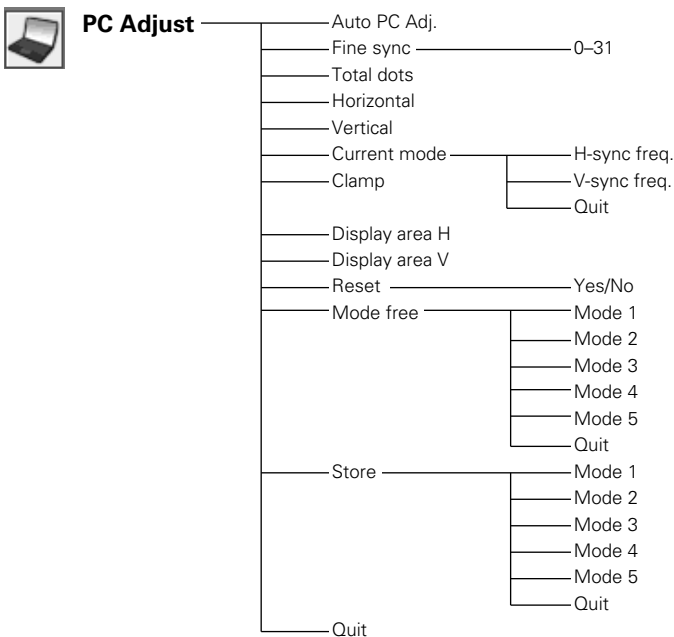 PC Adjust
Auto PC Adj.
Fine sync 0–31
Total dots
Horizontal
Vertical
Current mode H-sync freq.
Clamp V-sync freq.
Quit
Display area H
Display area V
Reset Yes/No
Mode free Mode 1
Mode 2
Mode 3
Mode 4
Mode 5
Quit
Store Mode 1
Mode 2
Mode 3
Mode 4
Mode 5
Quit
Quit